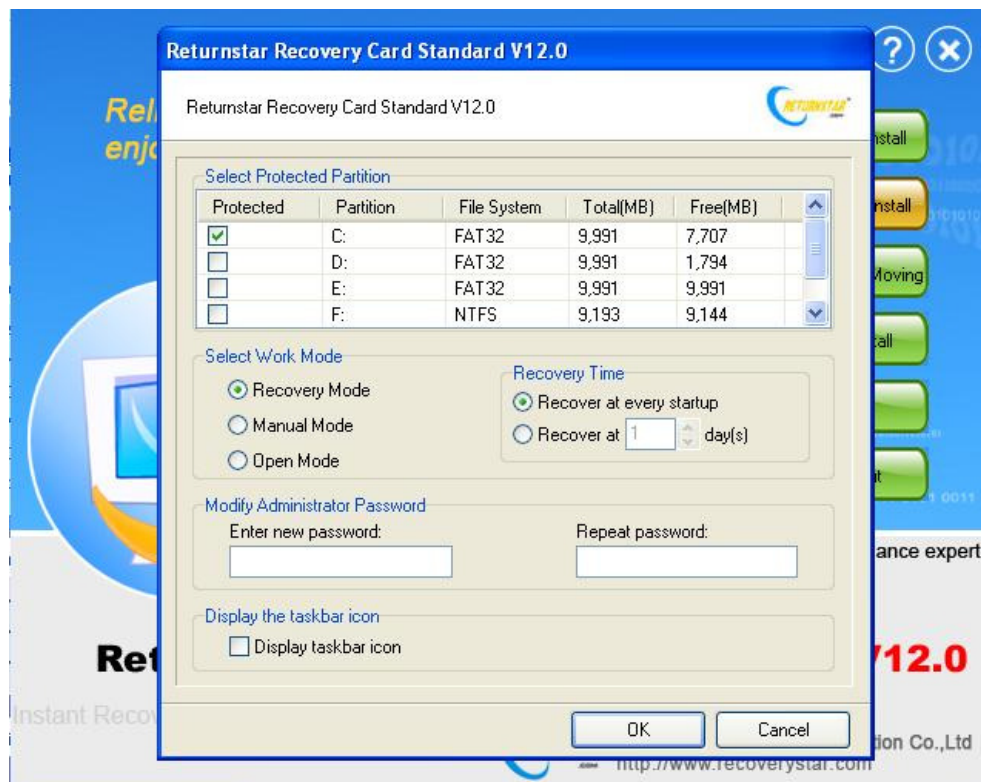 Returnstar Recovery Card Standard V12.0
Returnstar Recovery Card Standard V12.0
RETURNSTAR
.com
Select Protected Partition
Protected Partition File System Total(MB) Free(MB)
C: FAT32 9,991 7,707
D: FAT32 9,991 1,794
E: FAT32 9,991 9,991
F: NTFS 9,193 9,144
Select Work Mode
Recovery Mode
Manual Mode
Open Mode
Recovery Time
Recover at every startup
Recover at 1 day(s)
Modify Administrator Password
Enter new password:
Repeat password:
Display the taskbar icon
Display taskbar icon
OK Cancel
?
Rel
enjo
nstall
nstall
Moving
all
it
ance expert
Ret
V12.0
Instant Recov
tion Co.,Ltd
http://www.recoverystar.com